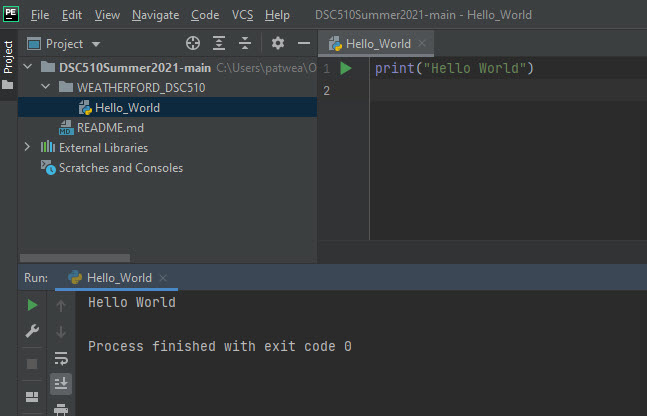 PE File Edit View Navigate Code VCS Help DSC510Summer2021-main - Hello_World
Project
Project
Hello_World
DSC510Summer2021-main C:\Users\patwea\O
WEATHERFORD_DSC510
Hello_World
README.md
External Libraries
Scratches and Consoles
1 print("Hello World")
2
Run: Hello_World
Hello World
Process finished with exit code 0